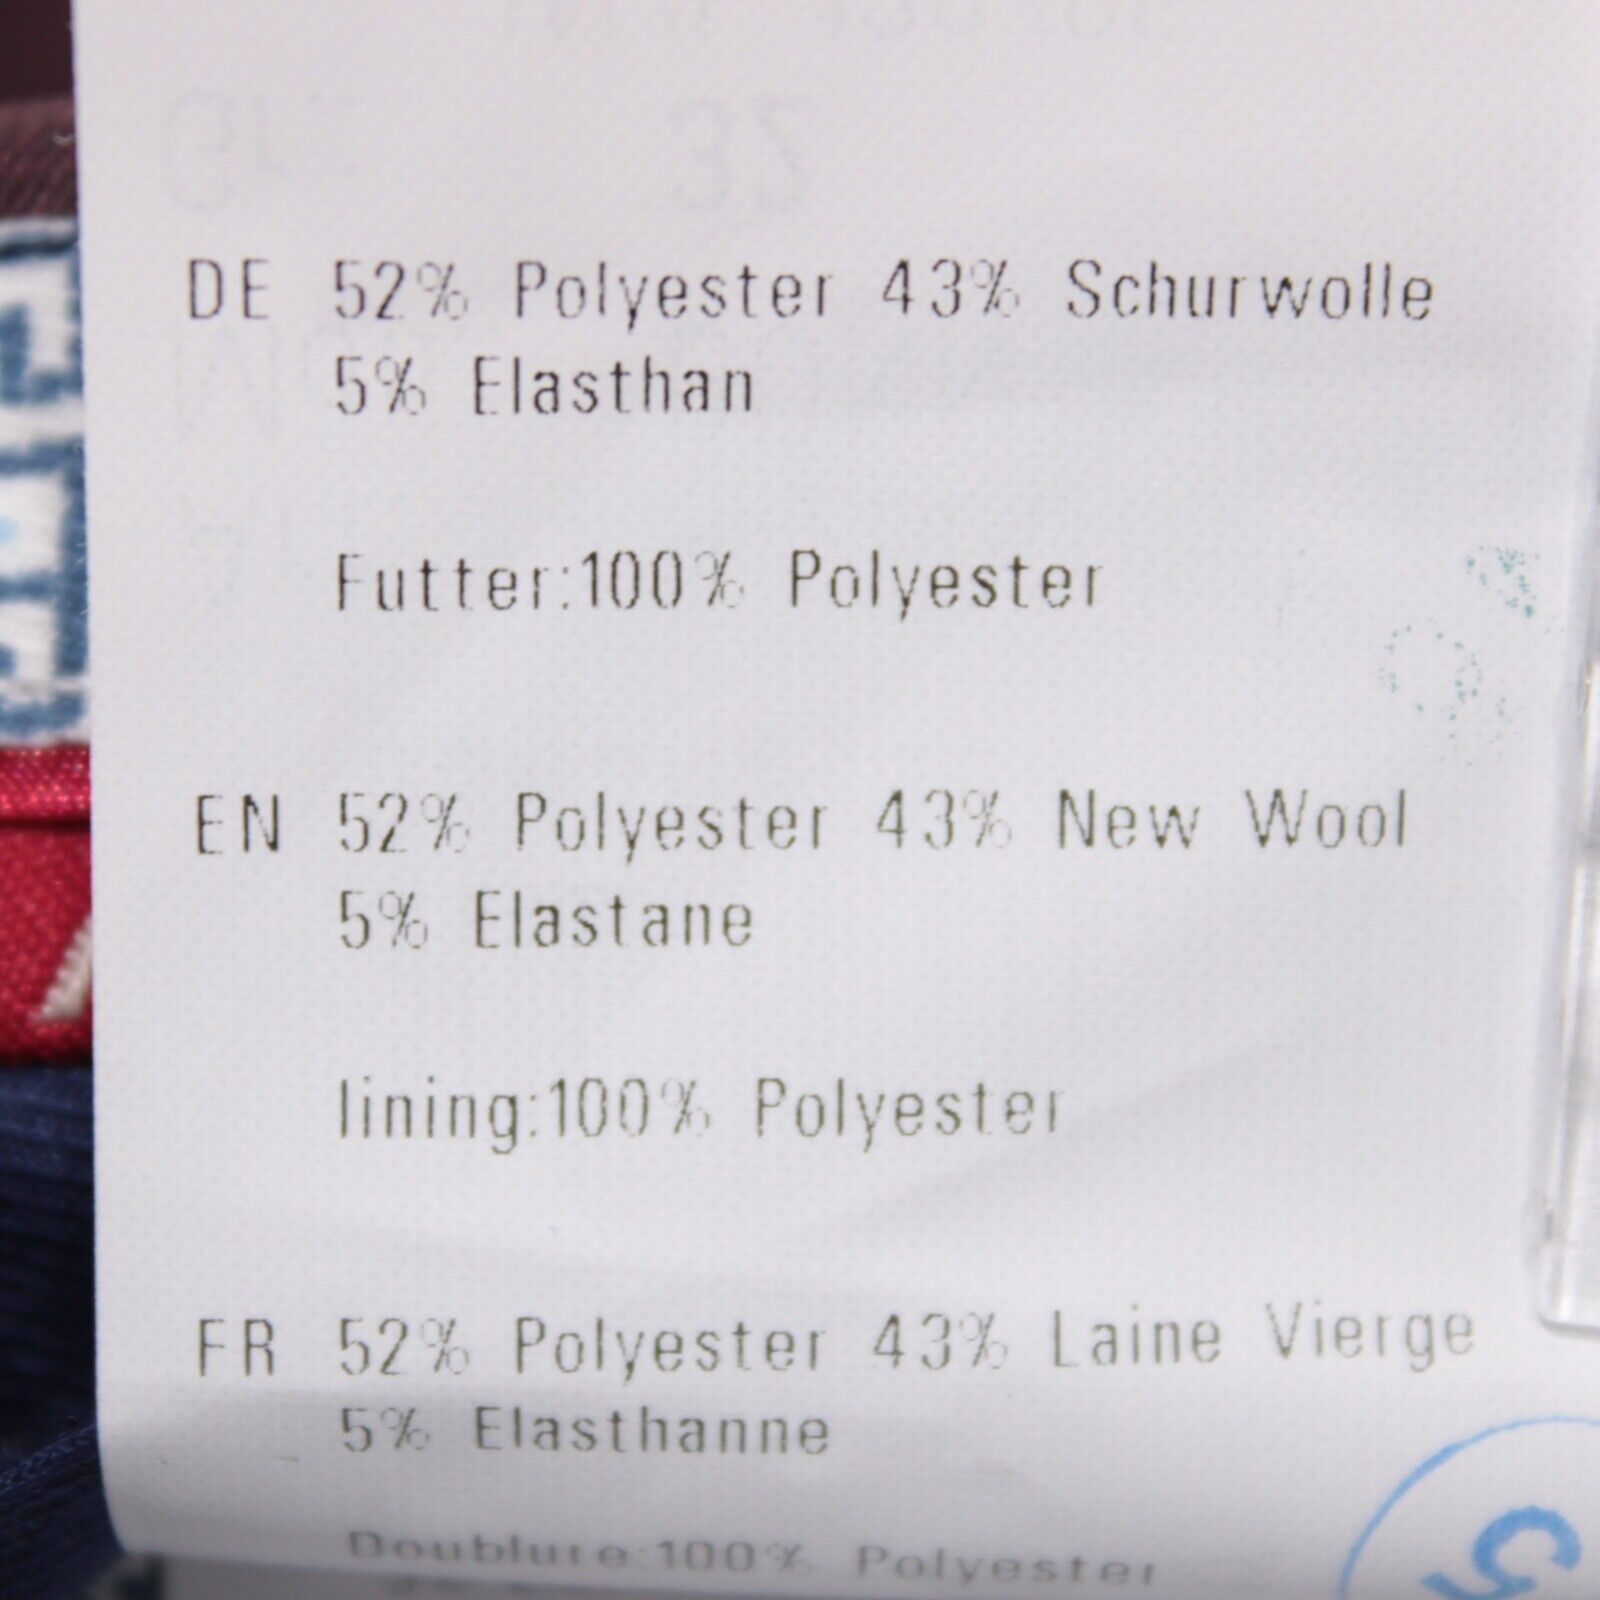 DE 52% Polyester 43% Schurwolle
5% Elasthan
Futter:100% Polyester
EN 52% Polyester 43% New Wool
5% Elastane
lining:100% Polyester
FR 52% Polyester 43% Laine Vierge
5% Elasthanne
Doublure:100% Polyester
5